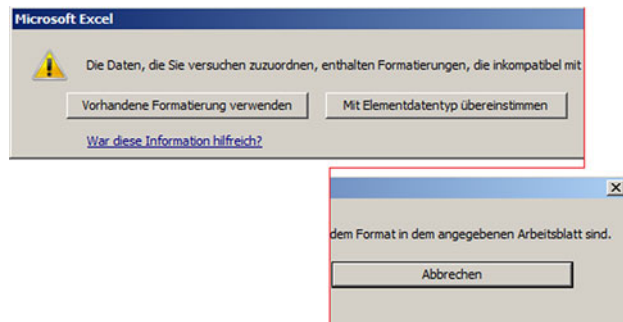 Microsoft Excel
Die Daten, die Sie versuchen zuzuordnen, enthalten Formatierungen, die inkompatibel mit
Vorhandene Formatierung verwenden
Mit Elementdatentyp übereinstimmen
War diese Information hilfreich?
dem Format in dem angegebenen Arbeitsblatt sind.
Abbrechen